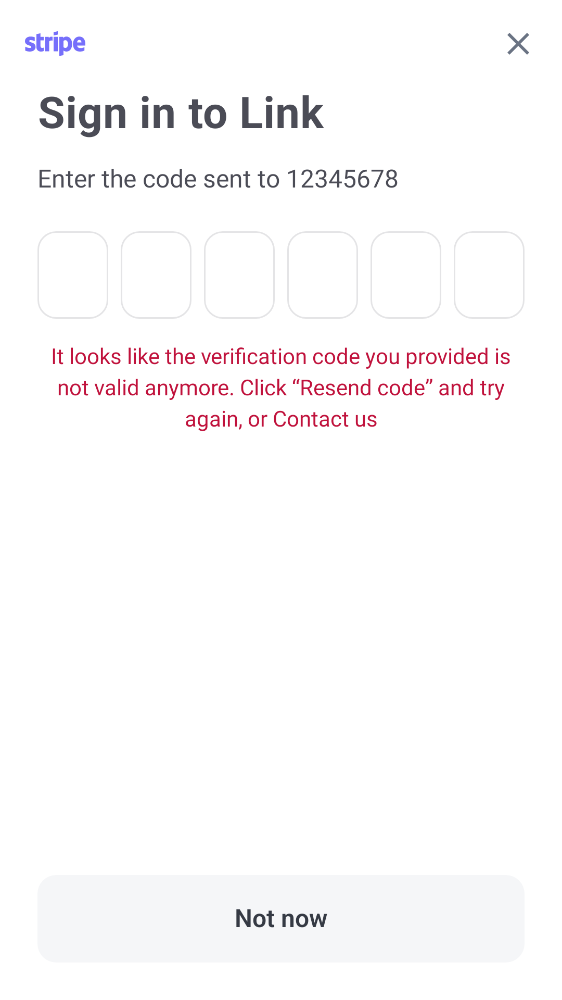 stripe
Sign in to Link
Enter the code sent to 12345678
It looks like the verification code you provided is
not valid anymore. Click “Resend code” and try
again, or Contact us
Not now